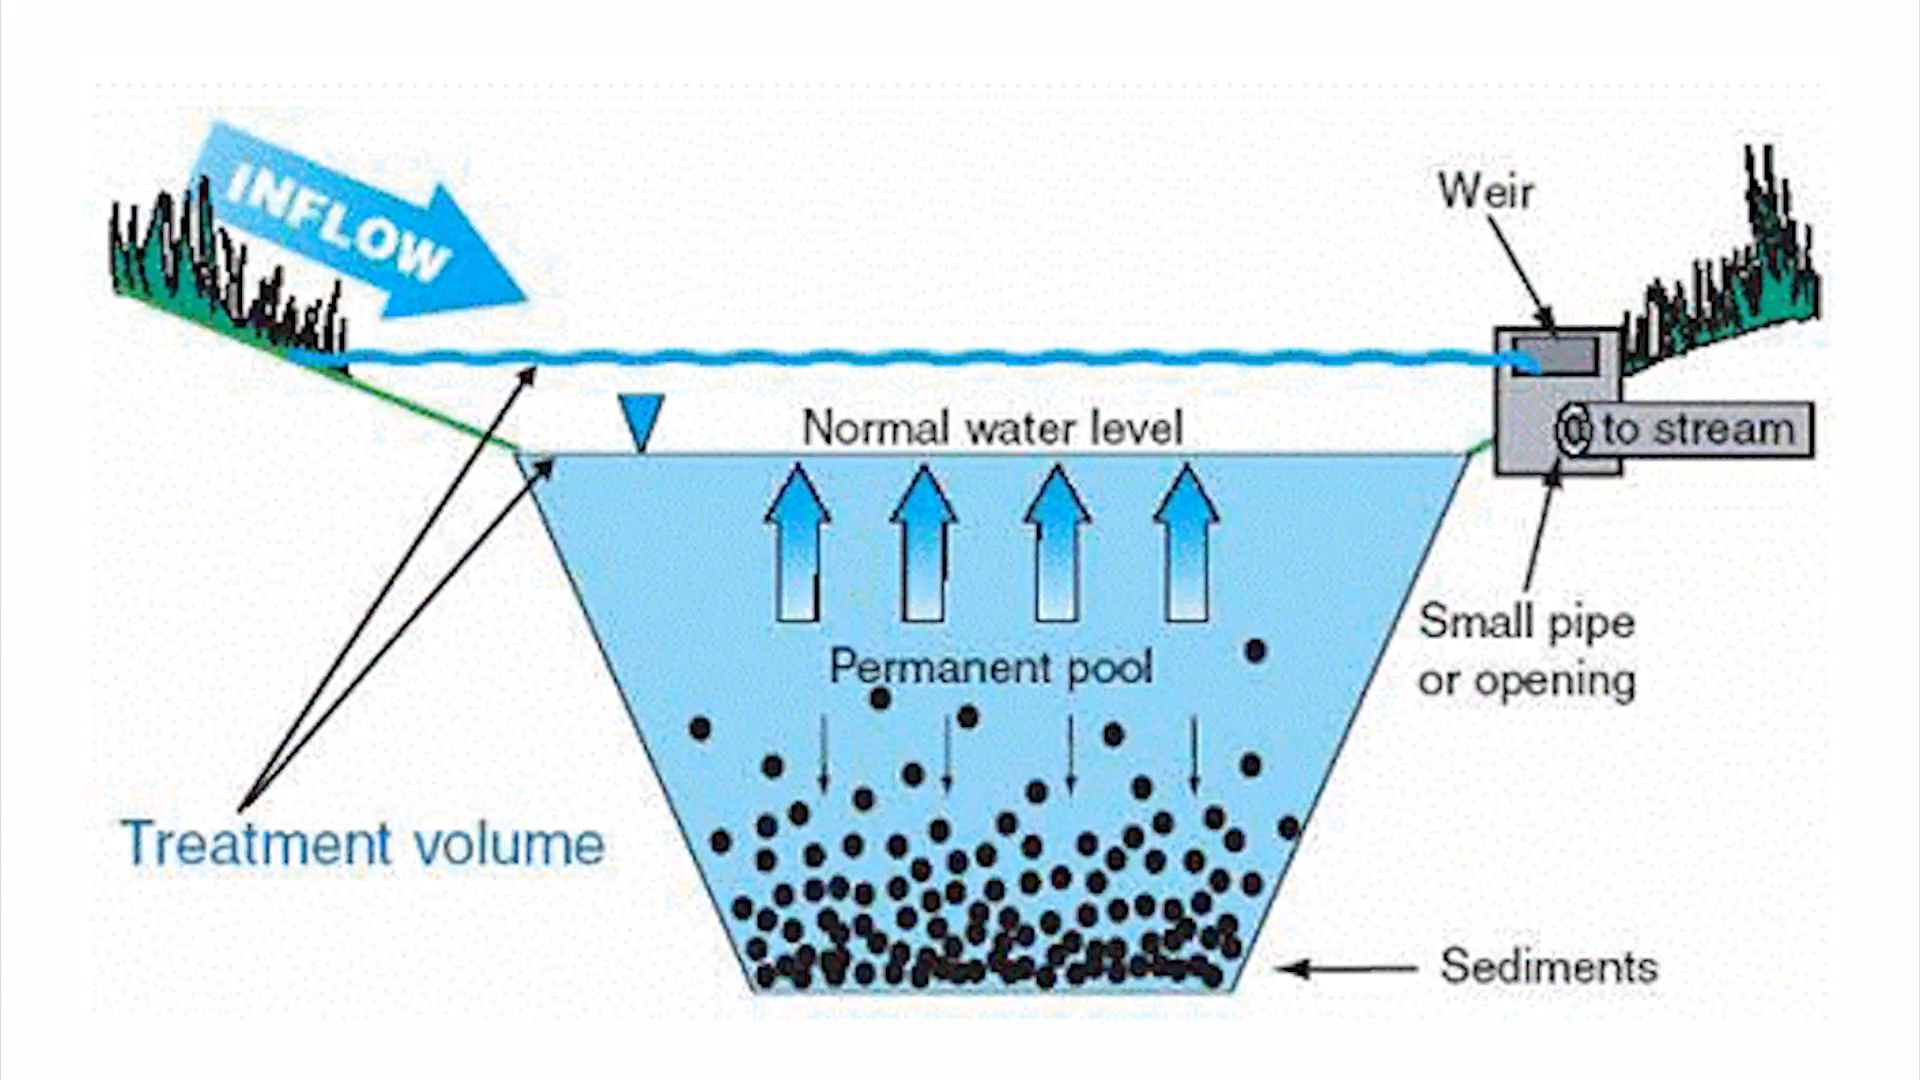 INFLOW
Weir
Normal water level
to stream
Small pipe
or opening
Permanent pool
Treatment volume
Sediments